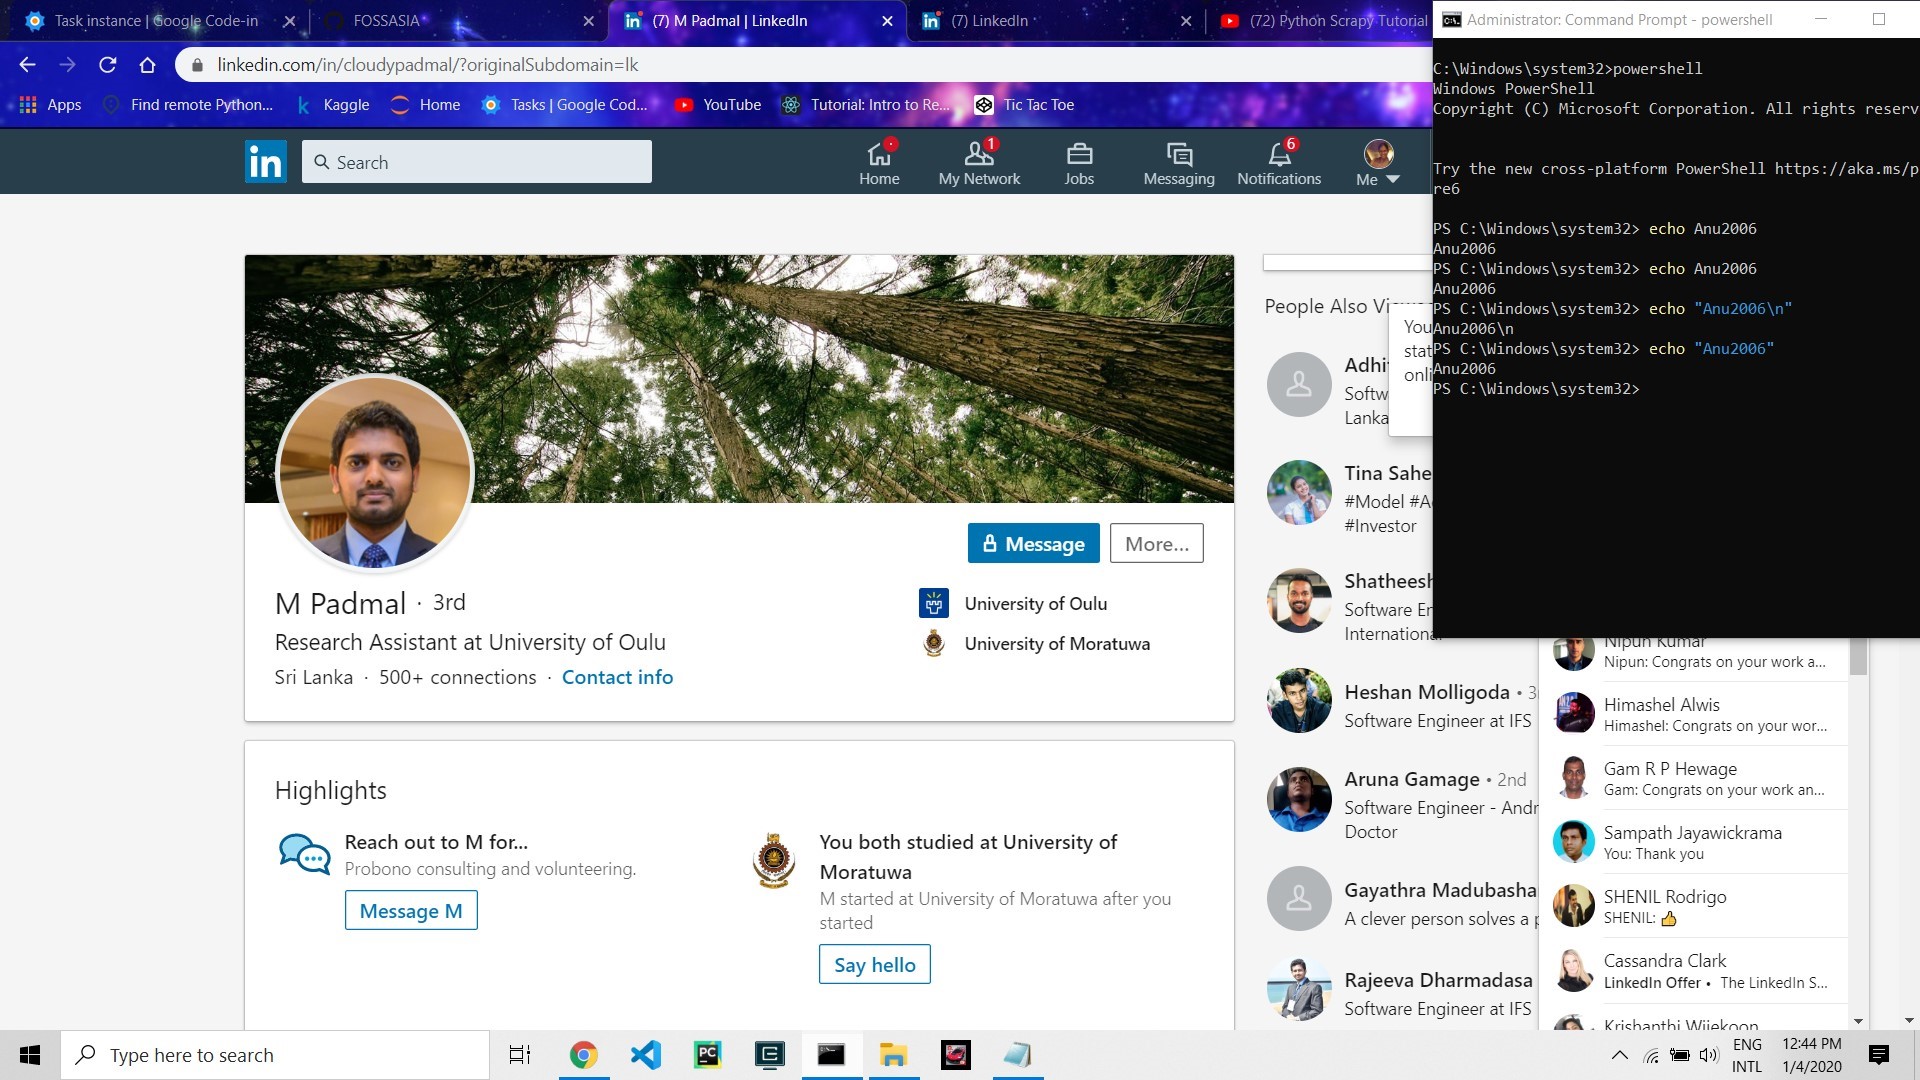 Task instance | Google Code-in
FOSSASIA
(7) M Padmal | LinkedIn
(7) LinkedIn
(72) Python Scrapy Tutorial
linkedin.com/in/cloudypadmal/?originalSubdomain=lk
Apps
Find remote Python...
Kaggle
Home
Tasks | Google Cod...
YouTube
Tutorial: Intro to Re...
Tic Tac Toe
in
Search
Home
1
My Network
Jobs
Messaging
6
Notifications
Me
M Padmal · 3rd
Research Assistant at University of Oulu
Sri Lanka · 500+ connections · Contact info
Message
More...
University of Oulu
University of Moratuwa
Highlights
Reach out to M for...
Probono consulting and volunteering.
Message M
You both studied at University of
Moratuwa
M started at University of Moratuwa after you
started
Say hello
People Also
You
Softw
Lanka
Tina
#Model
#Investor
Shatheesh
Software
Heshan Molligoda
Software Engineer at IFS
Aruna Gamage • 2nd
Software Engineer -
Doctor
Gayathra Madubasha
A clever person solves a
Rajeeva Dharmadasa
Software Engineer at IFS
Administrator: Command Prompt - powershell
C:\Windows\system32>powershell
Windows PowerShell
Copyright (C) Microsoft Corporation. All rights reserv
Try the new cross-platform PowerShell https://aka.ms/p
re6
PS C:\Windows\system32> echo Anu2006
Anu2006
PS C:\Windows\system32> echo Anu2006
Anu2006
PS C:\Windows\system32> echo "Anu2006\n"
Anu2006\n
PS C:\Windows\system32> echo "Anu2006"
Anu2006
PS C:\Windows\system32>
Nipun Kumar
Nipun: Congrats on your work a...
Himashel Alwis
Himashel: Congrats on your wor...
Gam R P Hewage
Gam: Congrats on your work an...
Sampath Jayawickrama
You: Thank you
SHENIL Rodrigo
SHENIL: 👍
Cassandra Clark
LinkedIn Offer • The LinkedIn S...
Krishanthi Wijekoon
Type here to search
ENG
INTL
12:44 PM
1/4/2020